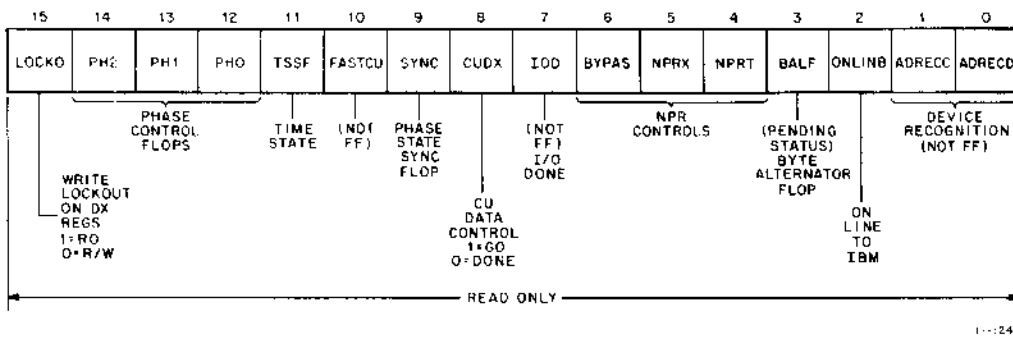 15 14 13 12 11 10 9 8 7 6 5 4 3 2 1 0
LOCKO PH2 PH1 PH0 TSSF FASTCU SYNC CUDX IOD BYPAS NPRX NPRT BALF ONLINB ADRECC ADRECD
PHASE
CONTROL
FLOPS
TIME
STATE
(NOT
FF)
PHASE
STATE
SYNC
FLOP
(NOT
FF)
I/O
DONE
NPR
CONTROLS
(PENDING
STATUS)
BYTE
ALTERNATOR
FLOP
DEVICE
RECOGNITION
(NOT FF)
WRITE
LOCKOUT
ON DX
REGS
1=RO
0=R/W
CU
DATA
CONTROL
1=GO
0=DONE
ON
LINE
TO
IBM
READ ONLY